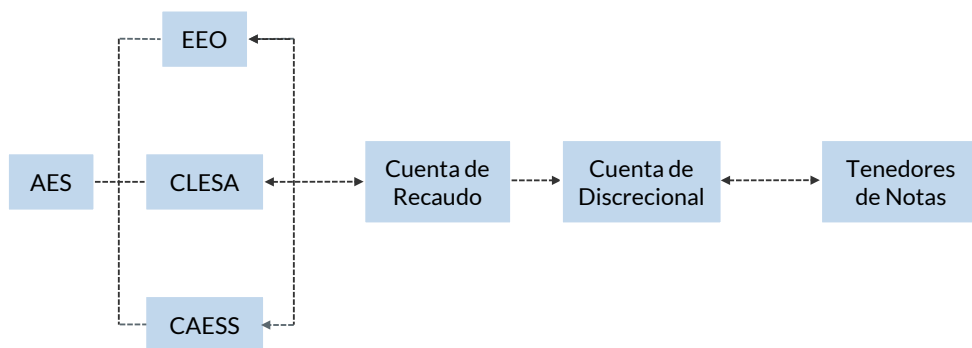 EEO
AES
CLESA
Cuenta de
Recaudo
Cuenta de
Discrecional
Tenedores
de Notas
CAESS